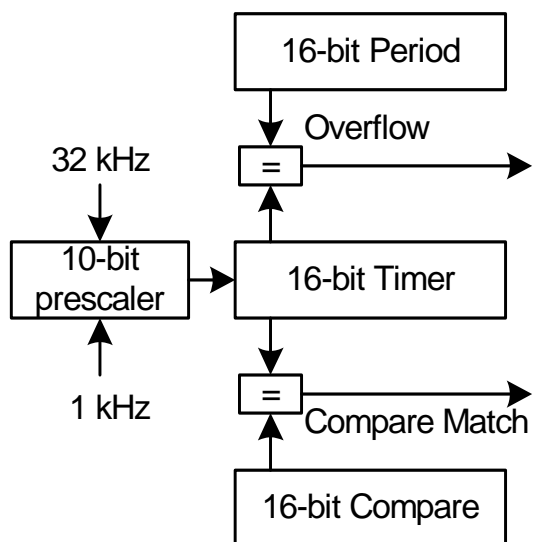 16-bit Period
Overflow
=
32 kHz
10-bit
prescaler
16-bit Timer
1 kHz
=
Compare Match
16-bit Compare